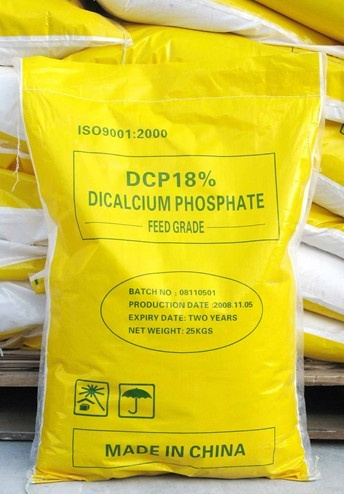 ISO9001:2000
DCP18%
DICALCIUM PHOSPHATE
FEED GRADE
BATCH NO : 08110501
PRODUCTION DATE :2008.11.05
EXPIRY DATE: TWO YEARS
NET WEIGHT: 25KGS
MADE IN CHINA